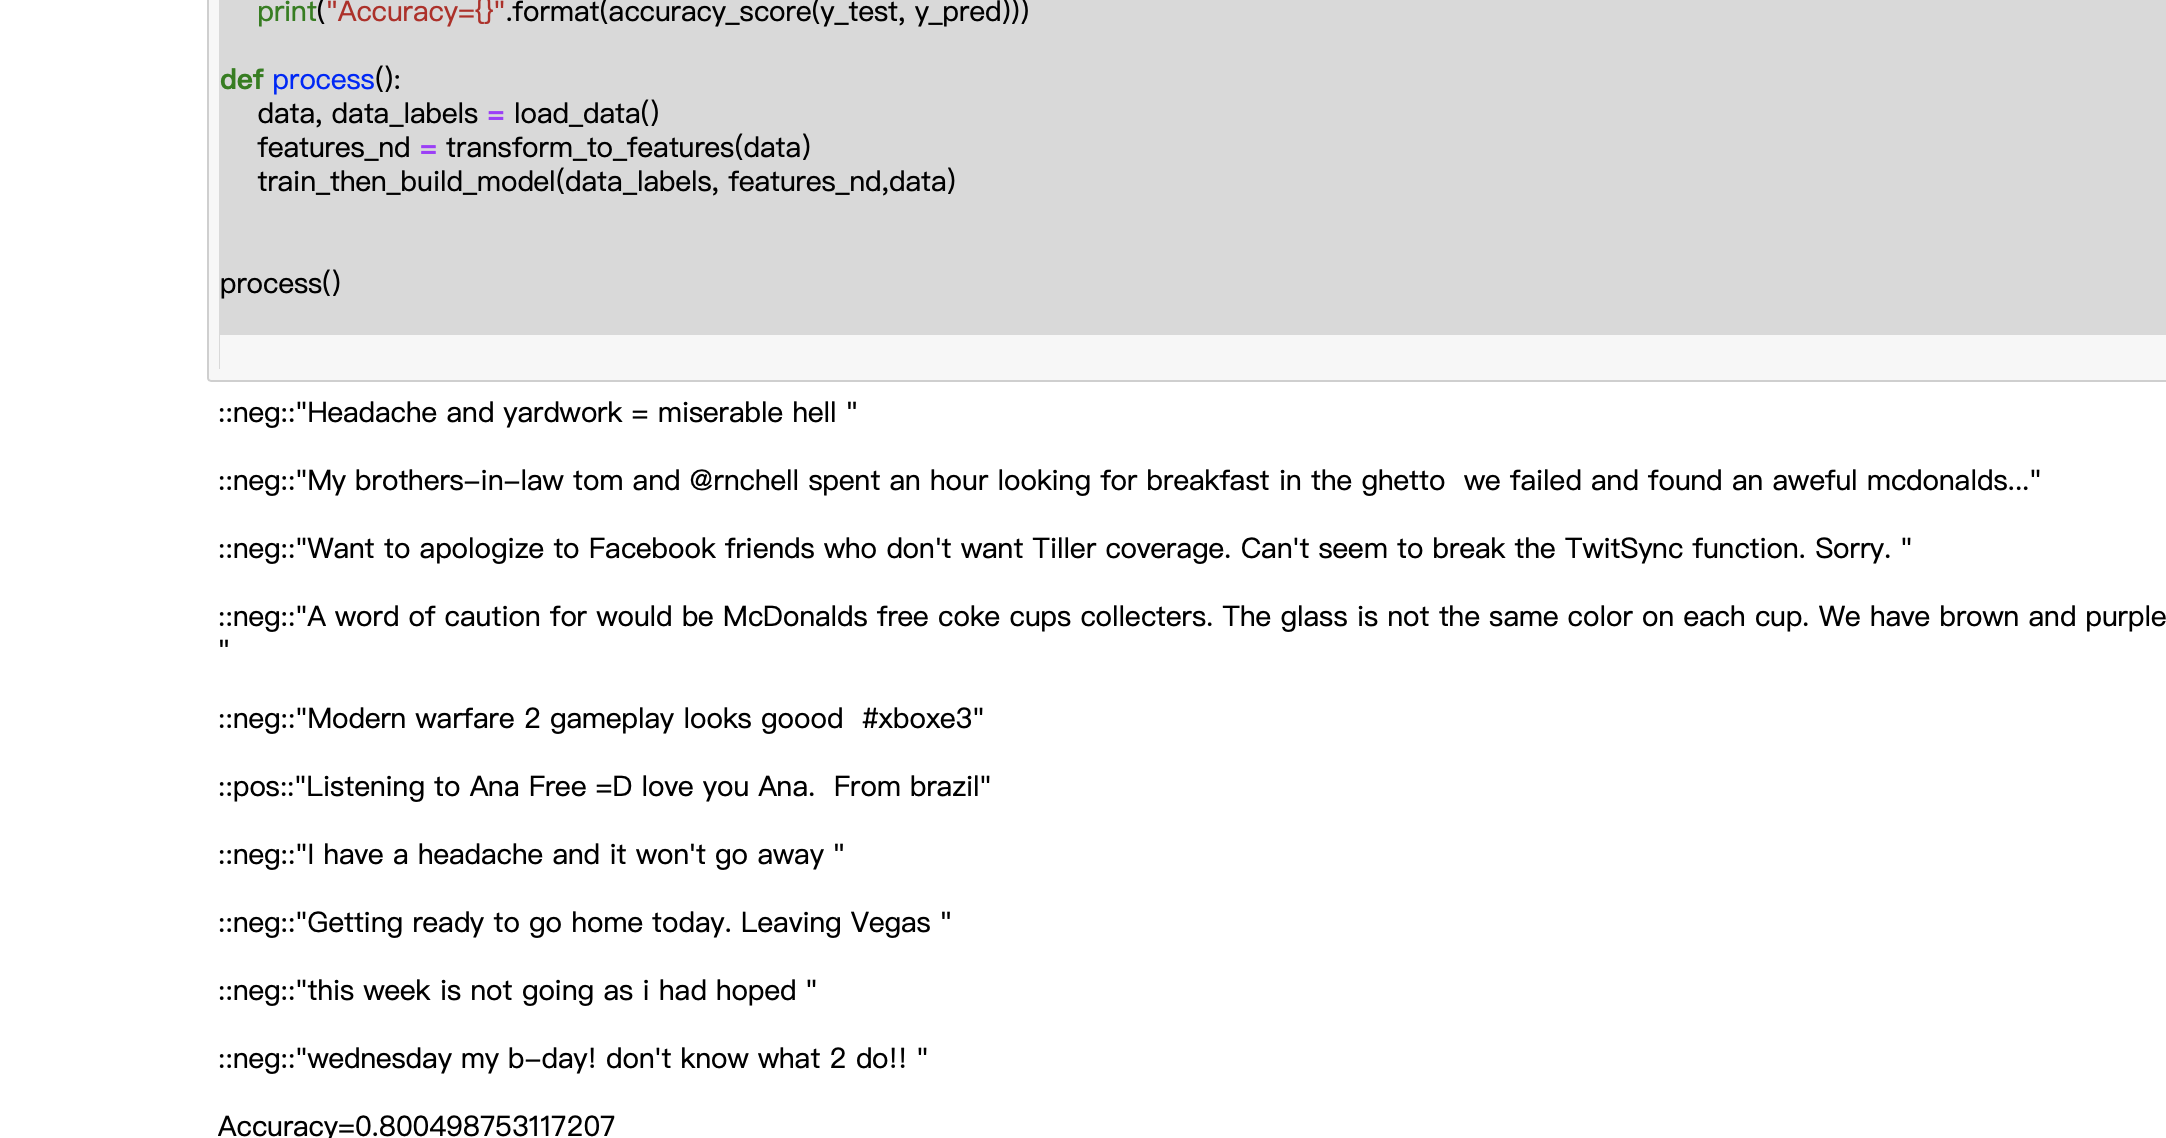 print("Accuracy={}".format(accuracy_score(y_test, y_pred)))
def process():
data, data_labels = load_data()
features_nd = transform_to_features(data)
train_then_build_model(data_labels, features_nd,data)
process()
::neg::"Headache and yardwork = miserable hell "
::neg::"My brothers-in-law tom and @rnchell spent an hour looking for breakfast in the ghetto  we failed and found an aweful mcdonalds..."
::neg::"Want to apologize to Facebook friends who don't want Tiller coverage. Can't seem to break the TwitSync function. Sorry. "
::neg::"A word of caution for would be McDonalds free coke cups collecters. The glass is not the same color on each cup. We have brown and purple
"
::neg::"Modern warfare 2 gameplay looks goood  #xboxe3"
::pos::"Listening to Ana Free =D love you Ana.  From brazil"
::neg::"I have a headache and it won't go away "
::neg::"Getting ready to go home today. Leaving Vegas "
::neg::"this week is not going as i had hoped "
::neg::"wednesday my b-day! don't know what 2 do!! "
Accuracy=0.800498753117207